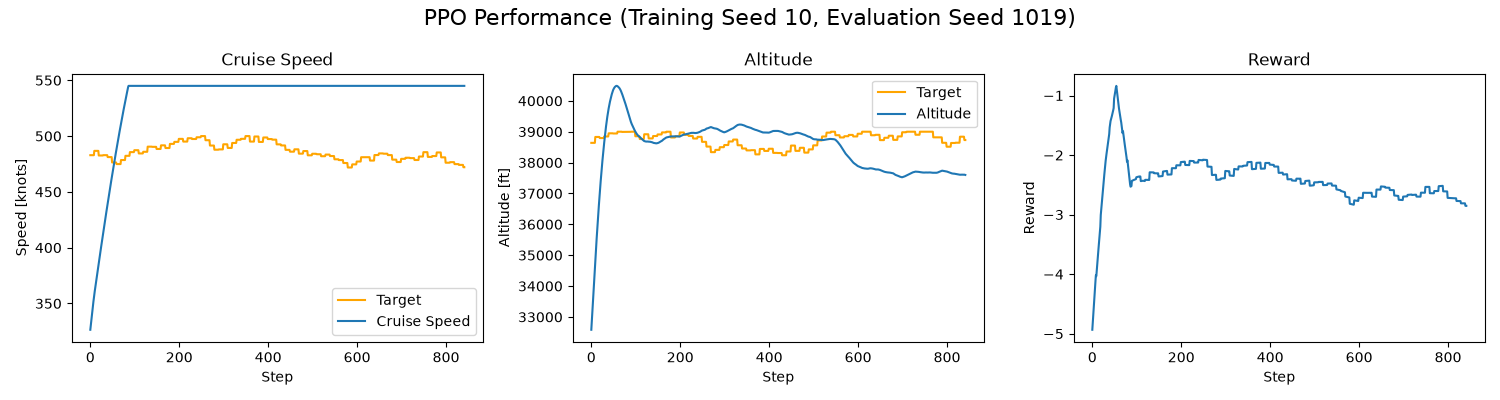 PPO Performance (Training Seed 10, Evaluation Seed 1019)
Cruise Speed
550
500
450
400
350
Speed [knots]
0 200 400 600 800
Step
Target
Cruise Speed
Altitude
40000
39000
38000
37000
36000
35000
34000
33000
Altitude [ft]
0 200 400 600 800
Step
Target
Altitude
Reward
−1
−2
−3
−4
−5
Reward
0 200 400 600 800
Step